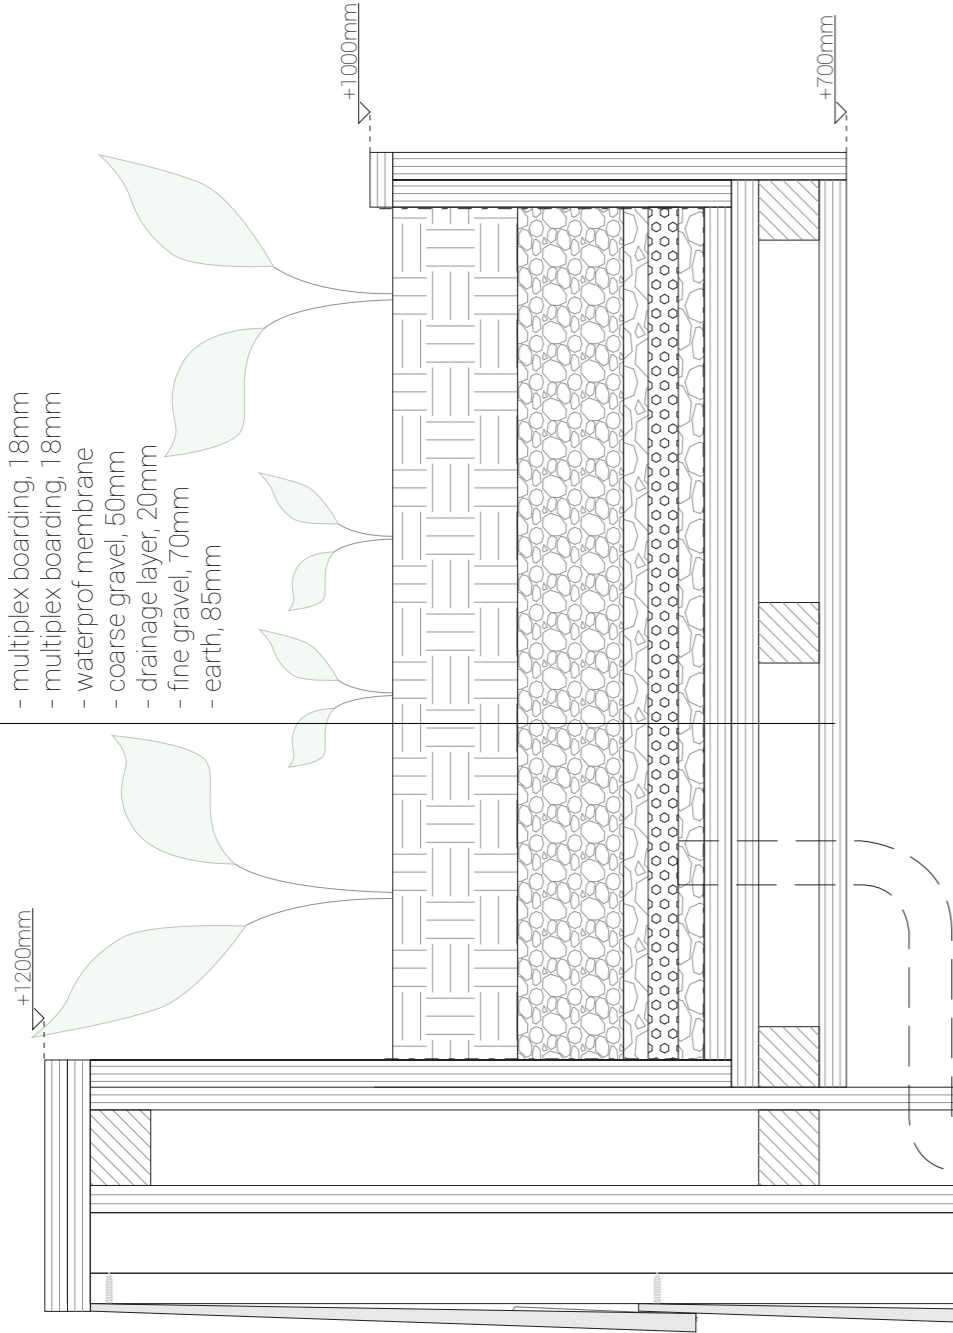 +1000mm
+700mm
- multiplex boarding, 18mm
- multiplex boarding, 18mm
- waterprof membrane
- coarse gravel, 50mm
- drainage layer, 20mm
- fine gravel, 70mm
- earth, 85mm
+1200mm